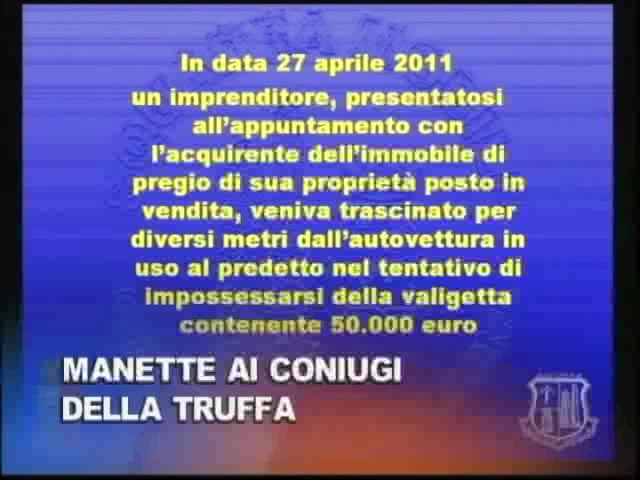 In data 27 aprile 2011
un imprenditore, presentatosi
all'appuntamento con
l'acquirente dell'immobile di
pregio di sua proprietà posto in
vendita, veniva trascinato per
diversi metri dall'autovettura in
uso al predetto nel tentativo di
impossessarsi della valigetta
contenente 50.000 euro
MANETTE AI CONIUGI
DELLA TRUFFA